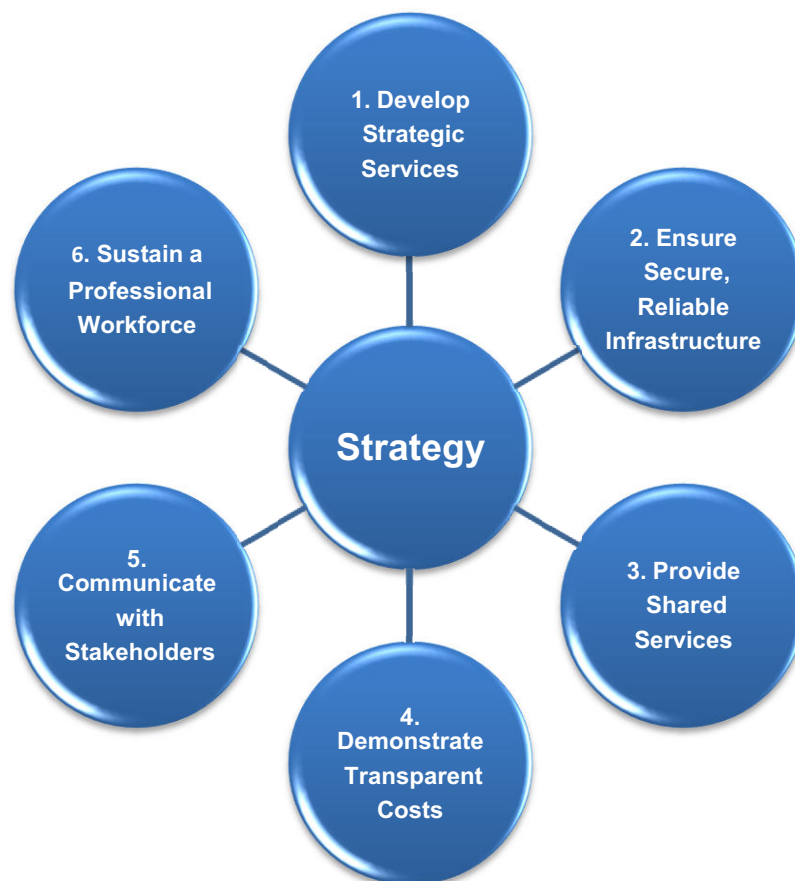 1. Develop
Strategic
Services
2. Ensure
Secure,
Reliable
Infrastructure
3. Provide
Shared
Services
4.
Demonstrate
Transparent
Costs
5.
Communicate
with
Stakeholders
6. Sustain a
Professional
Workforce
Strategy